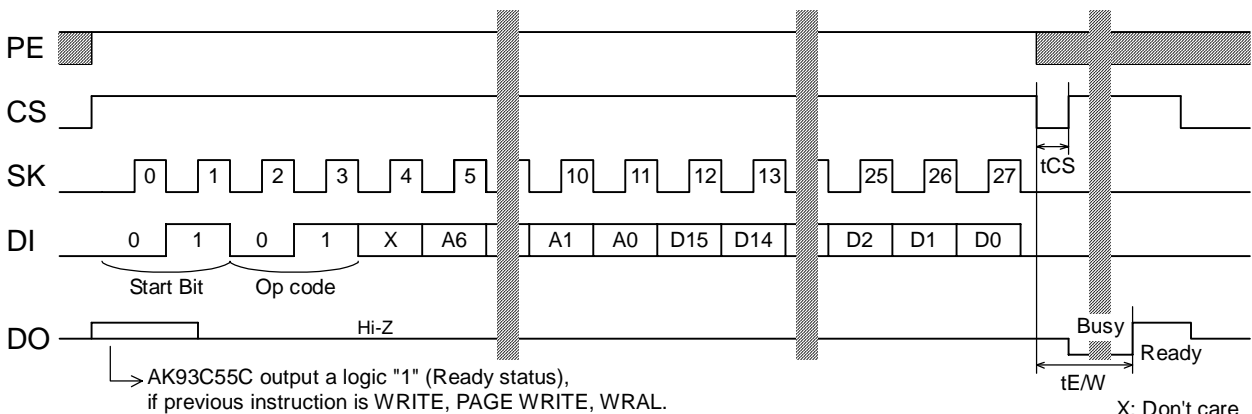 PE
CS
tCS
SK 0 1 2 3 4 5 10 11 12 13 25 26 27
DI 0 1 0 1 X A6 A1 A0 D15 D14 D2 D1 D0
Start Bit Op code
DO Hi-Z Busy Ready
tE/W
AK93C55C output a logic "1" (Ready status),
if previous instruction is WRITE, PAGE WRITE, WRAL.
X: Don't care